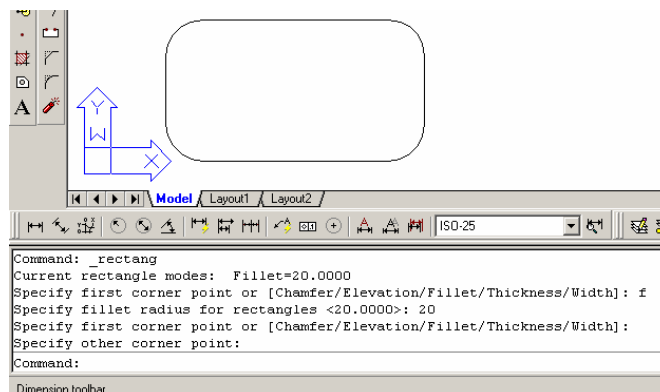 A
Y
W
X
Model Layout1 Layout2
ISO-25
Command: _rectang
Current rectangle modes:  Fillet=20.0000
Specify first corner point or [Chamfer/Elevation/Fillet/Thickness/Width]: f
Specify fillet radius for rectangles <20.0000>: 20
Specify first corner point or [Chamfer/Elevation/Fillet/Thickness/Width]:
Specify other corner point:
Command:
Dimension toolbar